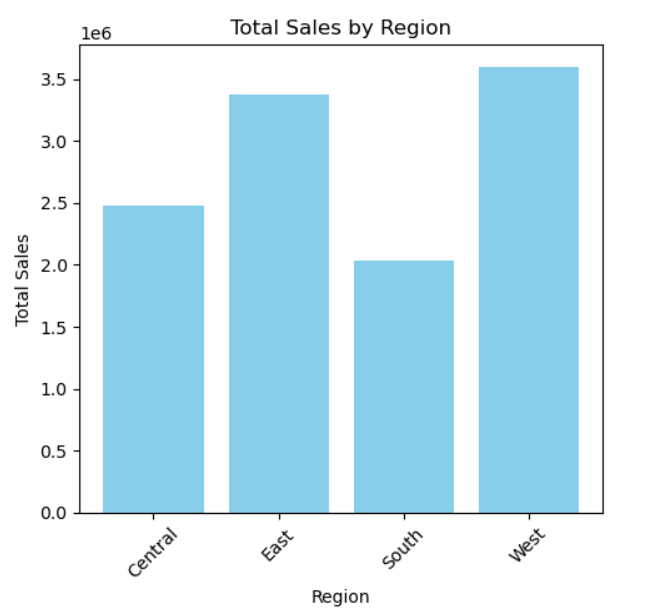 Total Sales by Region
1e6
3.5
3.0
2.5
2.0
1.5
1.0
0.5
0.0
Total Sales
Central
East
South
West
Region